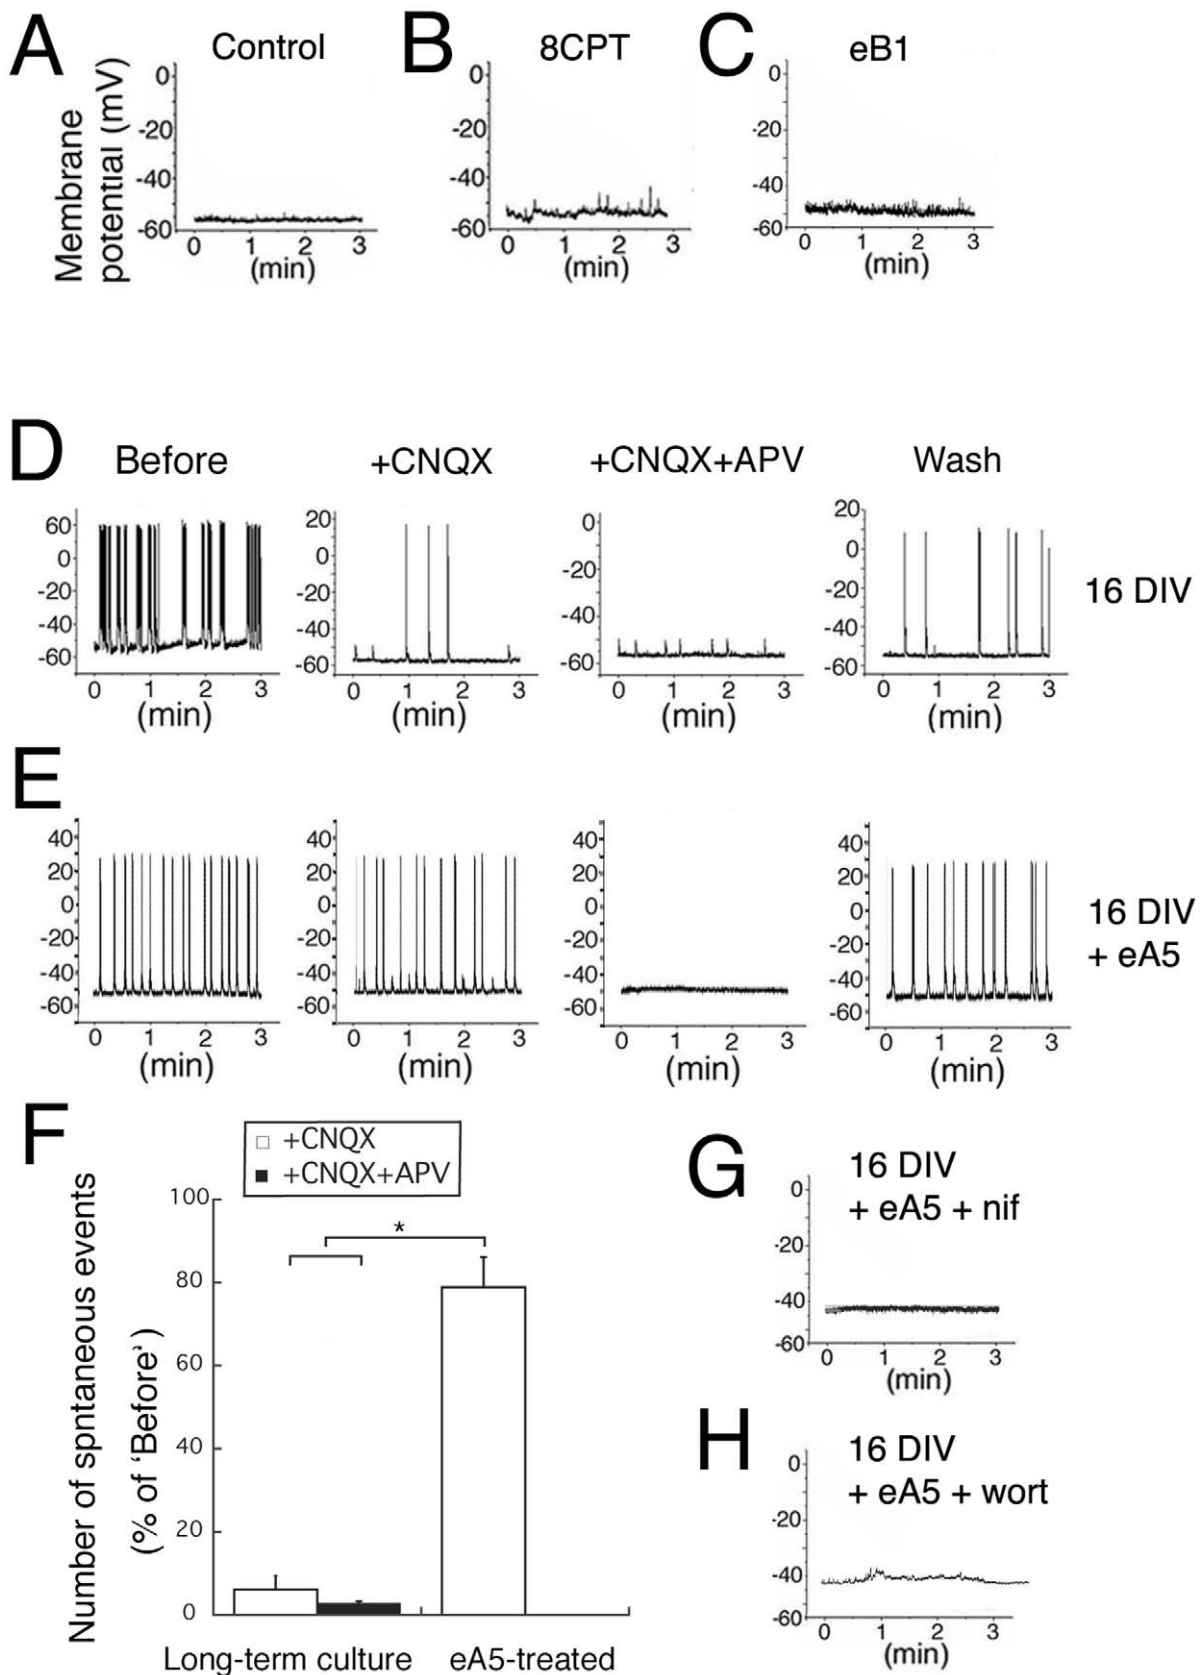 A
Control
B
8CPT
C
eB1
Membrane
potential (mV)
0
-20
-40
-60
0 1 2 3
(min)
0
-20
-40
-60
0 1 2 3
(min)
0
-20
-40
-60
0 1 2 3
(min)
D
Before
+CNQX
+CNQX+APV
Wash
60
0
-20
-40
-60
0 1 2 3
(min)
20
0
-20
-40
-60
0 1 2 3
(min)
0
-20
-40
-60
0 1 2 3
(min)
20
0
-20
-40
-60
0 1 2 3
(min)
16 DIV
E
40
20
0
-20
-40
-60
0 1 2 3
(min)
40
20
0
-20
-40
-60
0 1 2 3
(min)
40
20
0
-20
-40
-60
0 1 2 3
(min)
40
20
0
-20
-40
-60
0 1 2 3
(min)
16 DIV
+ eA5
F
+CNQX
+CNQX+APV
Number of spntaneous events
(% of ‘Before’ )
100
80
60
40
20
0
*
Long-term culture
eA5-treated
G
16 DIV
+ eA5 + nif
0
-20
-40
-60
0 1 2 3
(min)
H
16 DIV
+ eA5 + wort
0
-20
-40
-60
0 1 2 3
(min)